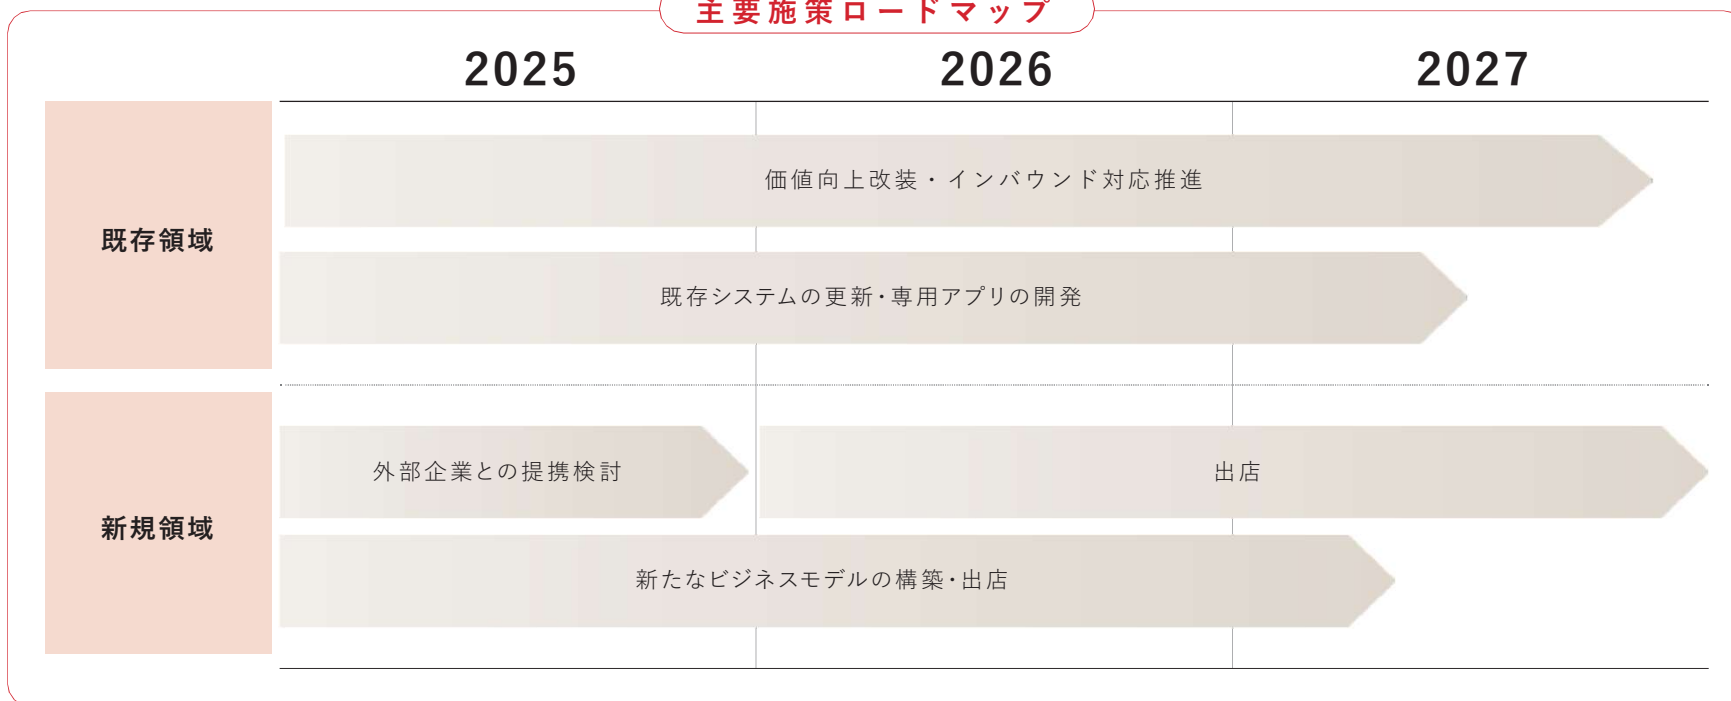 主要施策ロードマップ
2025 2026 2027
既存領域
価値向上改装・インバウンド対応推進
既存システムの更新・専用アプリの開発
新規領域
外部企業との提携検討
出店
新たなビジネスモデルの構築・出店